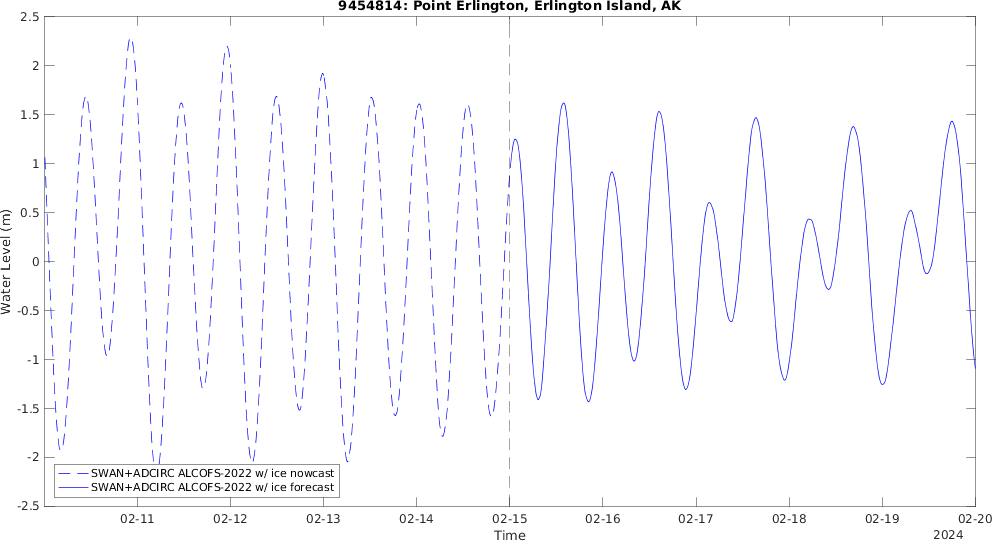 9454814: Point Erlington, Erlington Island, AK
2.5
2
1.5
1
0.5
0
-0.5
-1
-1.5
-2
-2.5
Water Level (m)
SWAN+ADCIRC ALCOFS-2022 w/ ice nowcast
SWAN+ADCIRC ALCOFS-2022 w/ ice forecast
02-11 02-12 02-13 02-14 02-15 02-16 02-17 02-18 02-19 02-20
Time
2024